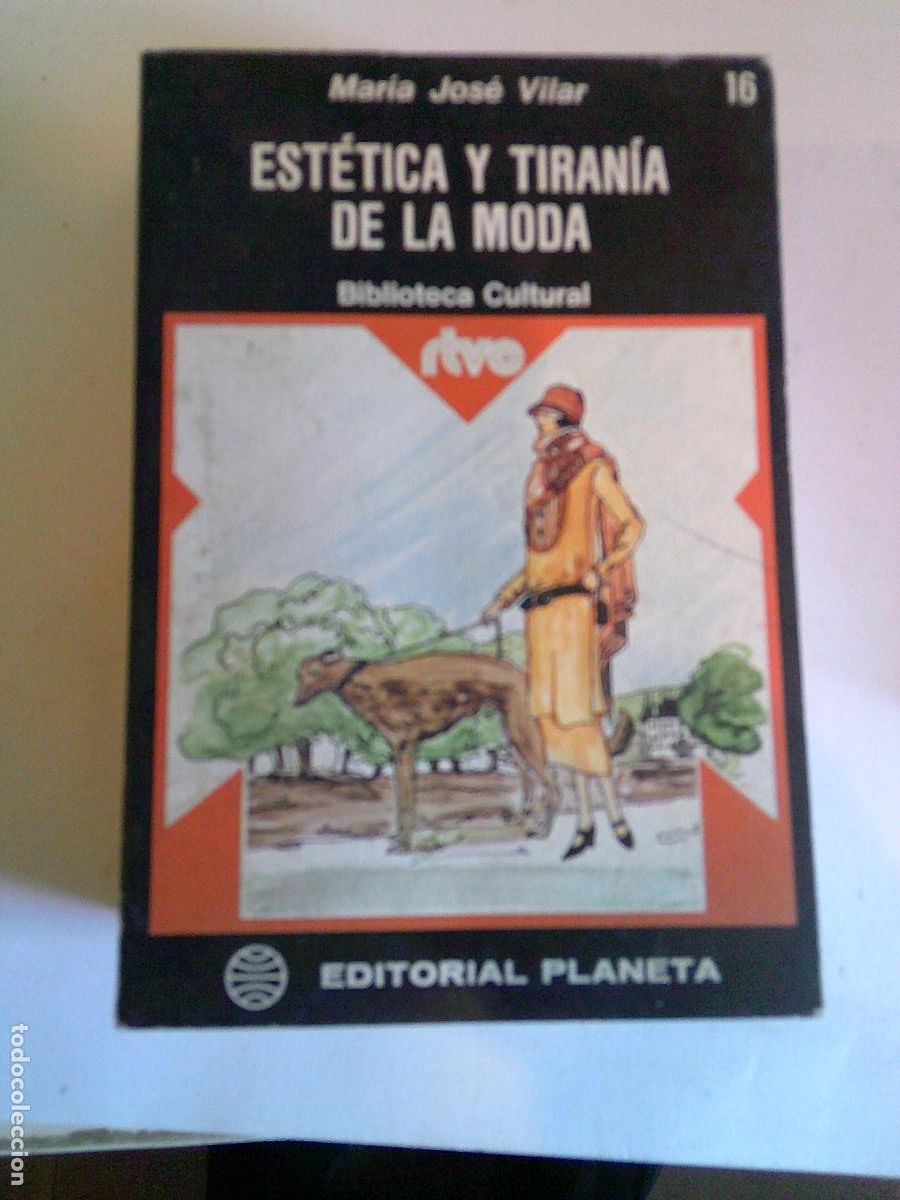 María José Vilar
16
ESTÉTICA Y TIRANÍA
DE LA MODA
Biblioteca Cultural
rtve
EDITORIAL PLANETA
todocoleccion